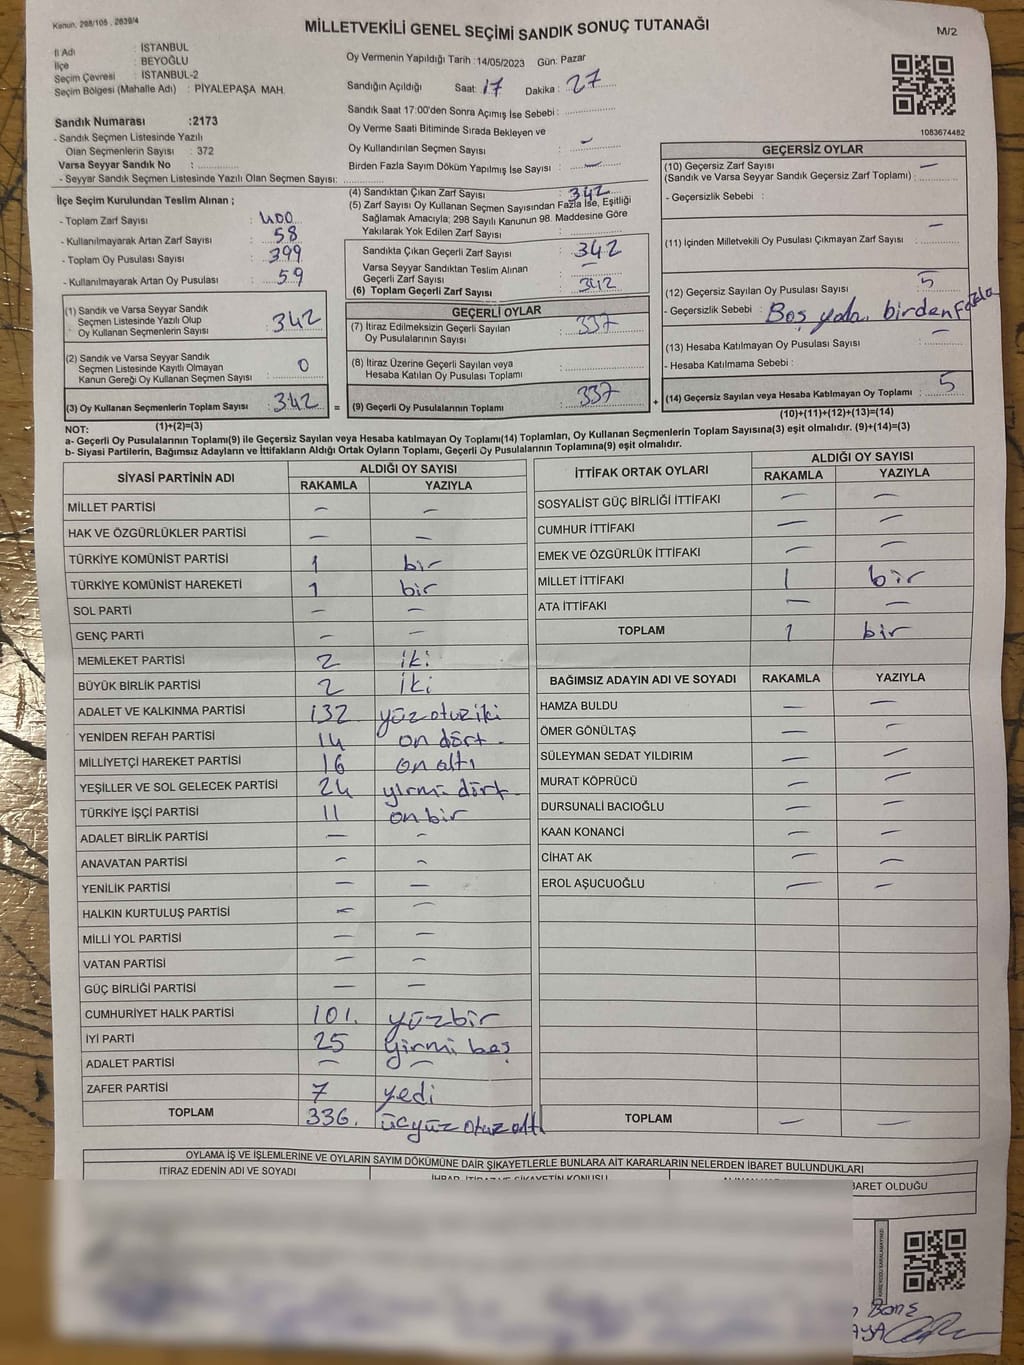 Kanun, 298/105 , 2839/4
MİLLETVEKİLİ GENEL SEÇİMİ SANDIK SONUÇ TUTANAĞI
M/2
İl Adı : İSTANBUL
İlçe : BEYOĞLU
Seçim Çevresi : İSTANBUL-2
Seçim Bölgesi (Mahalle Adı) : PİYALEPAŞA MAH.
Oy Vermenin Yapıldığı Tarih : 14/05/2023 Gün: Pazar
Sandığın Açıldığı Saat: 17 Dakika : 27
Sandık Saat 17:00'den Sonra Açımış İse Sebebi :
Oy Verme Saati Bitiminde Sırada Bekleyen ve
Oy Kullandırılan Seçmen Sayısı : -
Birden Fazla Sayım Döküm Yapılmış İse Sayısı : -
1083674482
Sandık Numarası :2173
- Sandık Seçmen Listesinde Yazılı
Olan Seçmenlerin Sayısı : 372
Varsa Seyyar Sandık No :
- Seyyar Sandık Seçmen Listesinde Yazılı Olan Seçmen Sayısı:
İlçe Seçim Kurulundan Teslim Alınan ;
- Toplam Zarf Sayısı : 400
- Kullanılmayarak Artan Zarf Sayısı : 58
- Toplam Oy Pusulası Sayısı : 399
- Kullanılmayarak Artan Oy Pusulası : 59
(1) Sandık ve Varsa Seyyar Sandık
Seçmen Listesinde Yazılı Olup
Oy Kullanan Seçmenlerin Sayısı : 342
(2) Sandık ve Varsa Seyyar Sandık
Seçmen Listesinde Kayıtlı Olmayan
Kanun Gereği Oy Kullanan Seçmen Sayısı : 0
(3) Oy Kullanan Seçmenlerin Toplam Sayısı : 342
(1)+(2)=(3)
(4) Sandıktan Çıkan Zarf Sayısı : 342
(5) Zarf Sayısı Oy Kullanan Seçmen Sayısından Fazla İse, Eşitliği
Sağlamak Amacıyla; 298 Sayılı Kanunun 98. Maddesine Göre
Yakılarak Yok Edilen Zarf Sayısı :
Sandıkta Çıkan Geçerli Zarf Sayısı : 342
Varsa Seyyar Sandıktan Teslim Alınan
Geçerli Zarf Sayısı : -
(6) Toplam Geçerli Zarf Sayısı : 342
GEÇERLİ OYLAR
(7) İtiraz Edilmeksizin Geçerli Sayılan
Oy Pusulalarının Sayısı : 337
(8) İtiraz Üzerine Geçerli Sayılan veya
Hesaba Katılan Oy Pusulası Toplamı :
= (9) Geçerli Oy Pusulalarının Toplamı : 337
GEÇERSİZ OYLAR
(10) Geçersiz Zarf Sayısı -
(Sandık ve Varsa Seyyar Sandık Geçersiz Zarf Toplamı) :
- Geçersizlik Sebebi :
(11) İçinden Milletvekili Oy Pusulası Çıkmayan Zarf Sayısı : -
(12) Geçersiz Sayılan Oy Pusulası Sayısı : 5
- Geçersizlik Sebebi : Boş yada birden Fazla
(13) Hesaba Katılmayan Oy Pusulası Sayısı : -
- Hesaba Katılmama Sebebi :
+ (14) Geçersiz Sayılan veya Hesaba Katılmayan Oy Toplamı : 5
(10)+(11)+(12)+(13)=(14)
NOT:
a- Geçerli Oy Pusulalarının Toplamı(9) ile Geçersiz Sayılan veya Hesaba katılmayan Oy Toplamı(14) Toplamları, Oy Kullanan Seçmenlerin Toplam Sayısına(3) eşit olmalıdır. (9)+(14)=(3)
b- Siyasi Partilerin, Bağımsız Adayların ve İttifakların Aldığı Ortak Oyların Toplamı, Geçerli Oy Pusulalarının Toplamına(9) eşit olmalıdır.
SİYASİ PARTİNİN ADI ALDIĞI OY SAYISI
RAKAMLA YAZIYLA
MİLLET PARTİSİ - -
HAK VE ÖZGÜRLÜKLER PARTİSİ - -
TÜRKİYE KOMÜNİST PARTİSİ 1 bir
TÜRKİYE KOMÜNİST HAREKETİ 1 bir
SOL PARTİ - -
GENÇ PARTİ - -
MEMLEKET PARTİSİ 2 iki
BÜYÜK BİRLİK PARTİSİ 2 iki
ADALET VE KALKINMA PARTİSİ 132 yüz otuz iki
YENİDEN REFAH PARTİSİ 14 on dört -
MİLLİYETÇİ HAREKET PARTİSİ 16 on altı
YEŞİLLER VE SOL GELECEK PARTİSİ 24 yirmi dört -
TÜRKİYE İŞÇİ PARTİSİ 11 on bir
ADALET BİRLİK PARTİSİ - -
ANAVATAN PARTİSİ - -
YENİLİK PARTİSİ - -
HALKIN KURTULUŞ PARTİSİ - -
MİLLİ YOL PARTİSİ - -
VATAN PARTİSİ - -
GÜÇ BİRLİĞİ PARTİSİ - -
CUMHURİYET HALK PARTİSİ 101. yüzbir
İYİ PARTİ 25 yirmi beş
ADALET PARTİSİ - -
ZAFER PARTİSİ 7 yedi
TOPLAM 336. üçyüz otuz altı
İTTİFAK ORTAK OYLARI ALDIĞI OY SAYISI
RAKAMLA YAZIYLA
SOSYALİST GÜÇ BİRLİĞİ İTTİFAKI - -
CUMHUR İTTİFAKI - -
EMEK VE ÖZGÜRLÜK İTTİFAKI - -
MİLLET İTTİFAKI 1 bir
ATA İTTİFAKI - -
TOPLAM 1 bir
BAĞIMSIZ ADAYIN ADI VE SOYADI RAKAMLA YAZIYLA
HAMZA BULDU - -
ÖMER GÖNÜLTAŞ - -
SÜLEYMAN SEDAT YILDIRIM - -
MURAT KÖPRÜCÜ - -
DURSUNALİ BACIOĞLU - -
KAAN KONANCİ - -
CİHAT AK - -
EROL AŞUCUOĞLU - -
TOPLAM - -
OYLAMA İŞ VE İŞLEMLERİNE VE OYLARIN SAYIM DÖKÜMÜNE DAİR ŞİKAYETLERLE BUNLARA AİT KARARLARIN NELERDEN İBARET BULUNDUKLARI
İTİRAZ EDENİN ADI VE SOYADI İHBAR, İTİRAZ VE ŞİKAYETİN KONUSU
BARET OLDUĞU